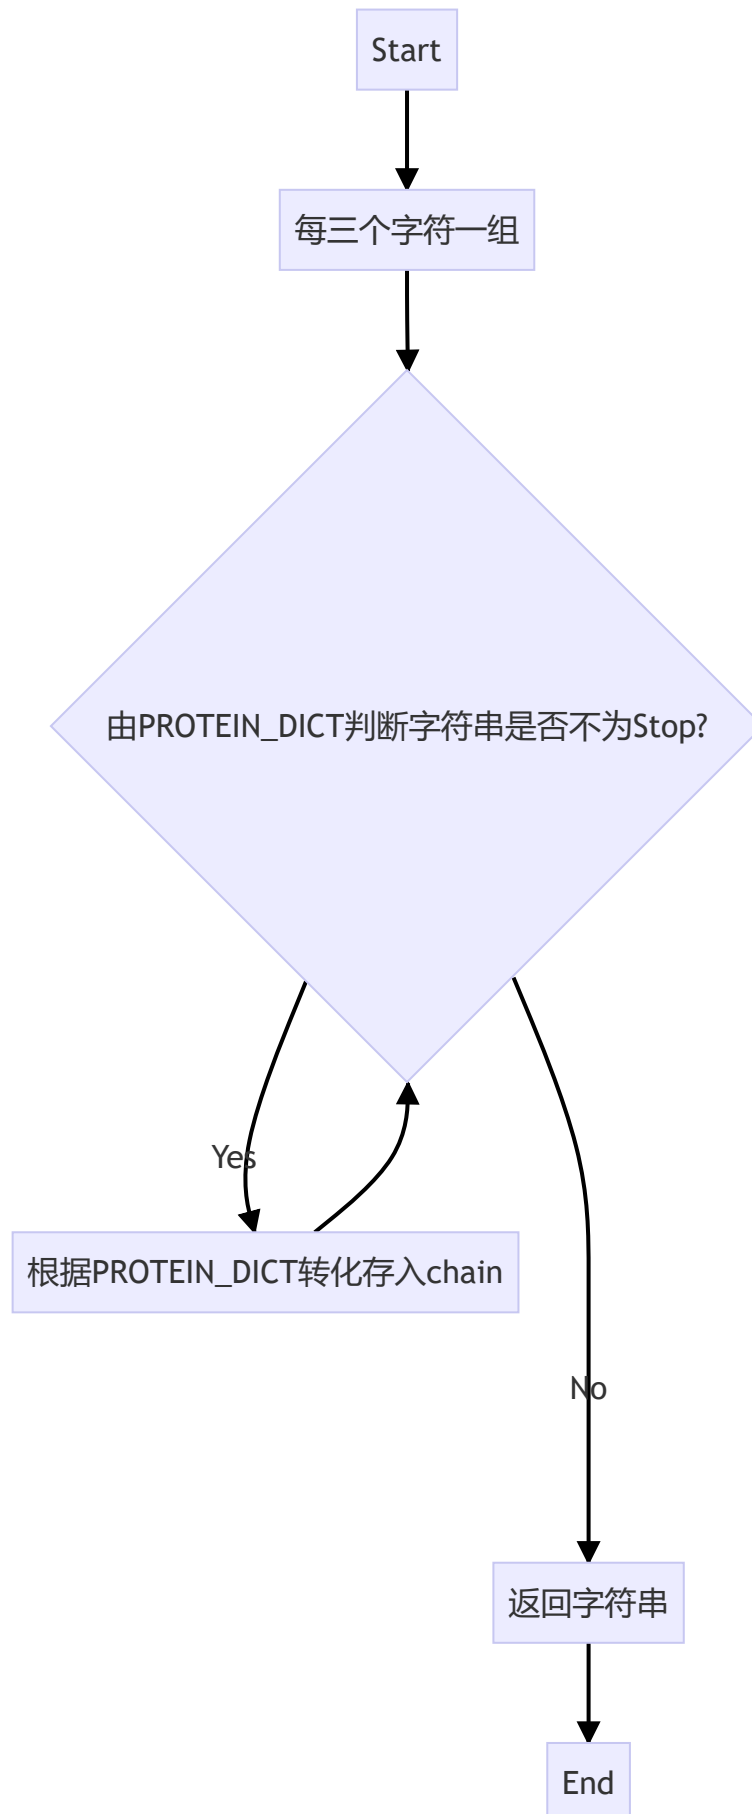 Start
每三个字符一组
由PROTEIN_DICT判断字符串是否不为Stop?
Yes
根据PROTEIN_DICT转化存入chain
No
返回字符串
End